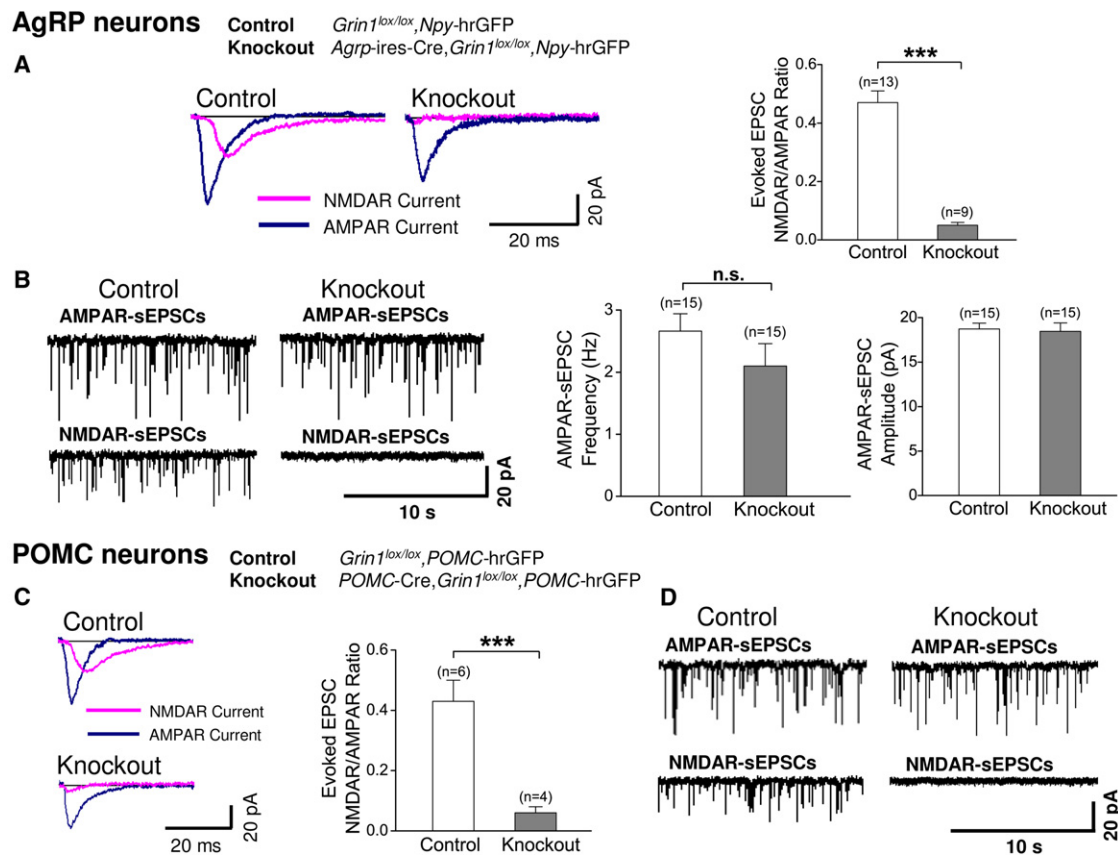 AgRP neurons
Control Grin1lox/lox,Npy-hrGFP
Knockout Agrp-ires-Cre,Grin1lox/lox,Npy-hrGFP
A
Control
Knockout
NMDAR Current
AMPAR Current
20 ms
20 pA
Evoked EPSC
NMDAR/AMPAR Ratio
0.6
0.4
0.2
0.0
***
(n=13)
(n=9)
Control Knockout
B
Control Knockout
AMPAR-sEPSCs AMPAR-sEPSCs
NMDAR-sEPSCs NMDAR-sEPSCs
10 s
20 pA
AMPAR-sEPSC
Frequency (Hz)
3
2
1
0
n.s.
(n=15)
(n=15)
Control Knockout
AMPAR-sEPSC
Amplitude (pA)
20
15
10
5
0
(n=15) (n=15)
Control Knockout
POMC neurons
Control Grin1lox/lox,POMC-hrGFP
Knockout POMC-Cre,Grin1lox/lox,POMC-hrGFP
C
Control
NMDAR Current
AMPAR Current
Knockout
20 ms
20 pA
Evoked EPSC
NMDAR/AMPAR Ratio
0.6
0.4
0.2
0.0
***
(n=6)
(n=4)
Control Knockout
D
Control Knockout
AMPAR-sEPSCs AMPAR-sEPSCs
NMDAR-sEPSCs NMDAR-sEPSCs
10 s
20 pA